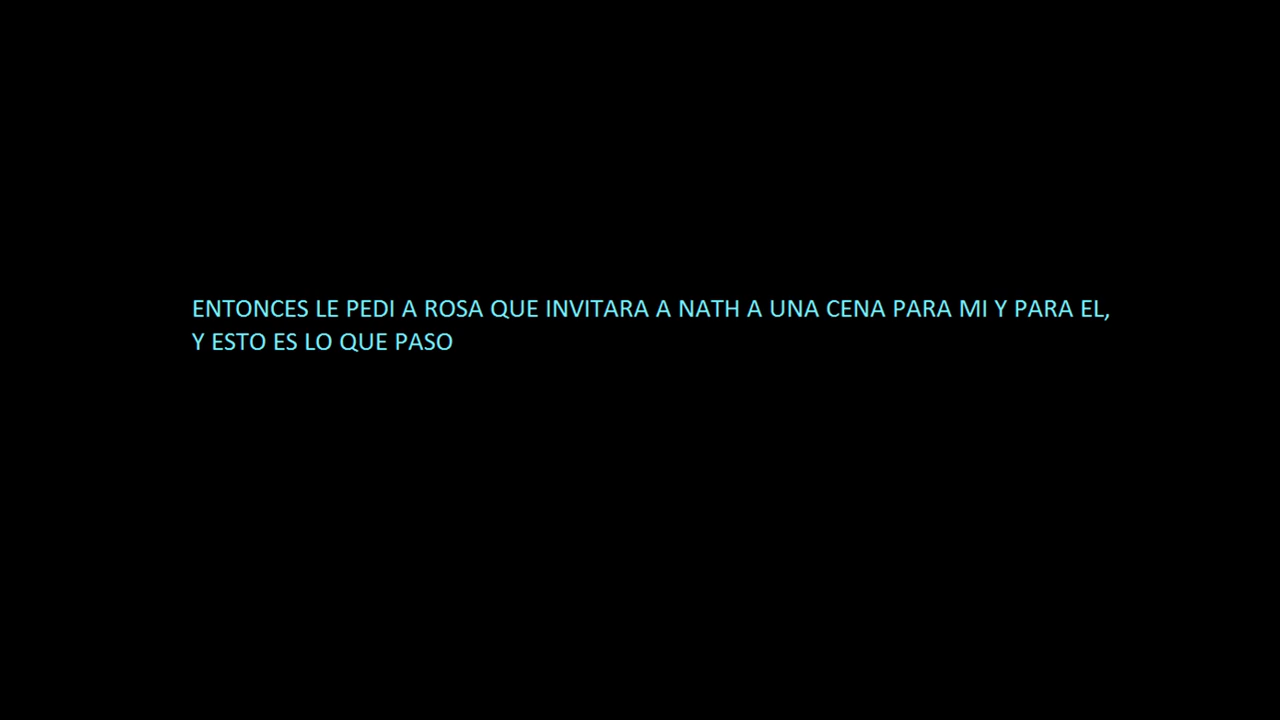 ENTONCES LE PEDI A ROSA QUE INVITARA A NATH A UNA CENA PARA MI Y PARA EL,
Y ESTO ES LO QUE PASO